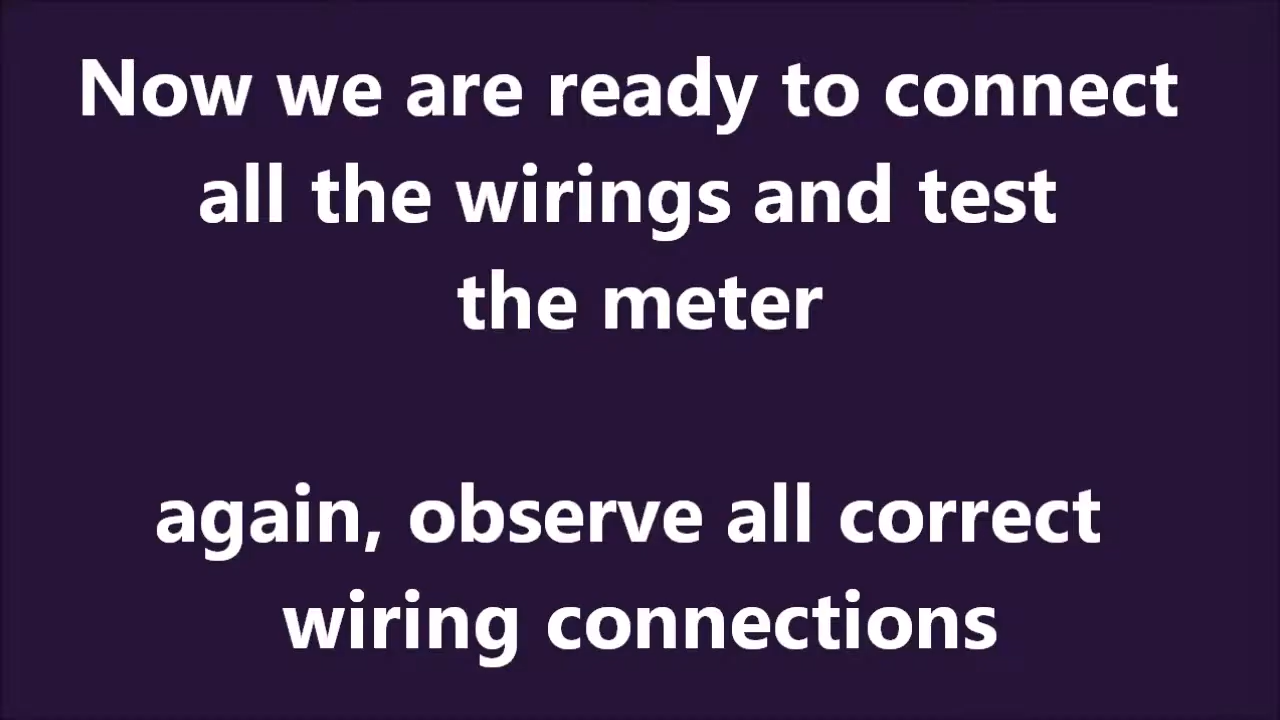 Now we are ready to connect
all the wirings and test
the meter
again, observe all correct
wiring connections